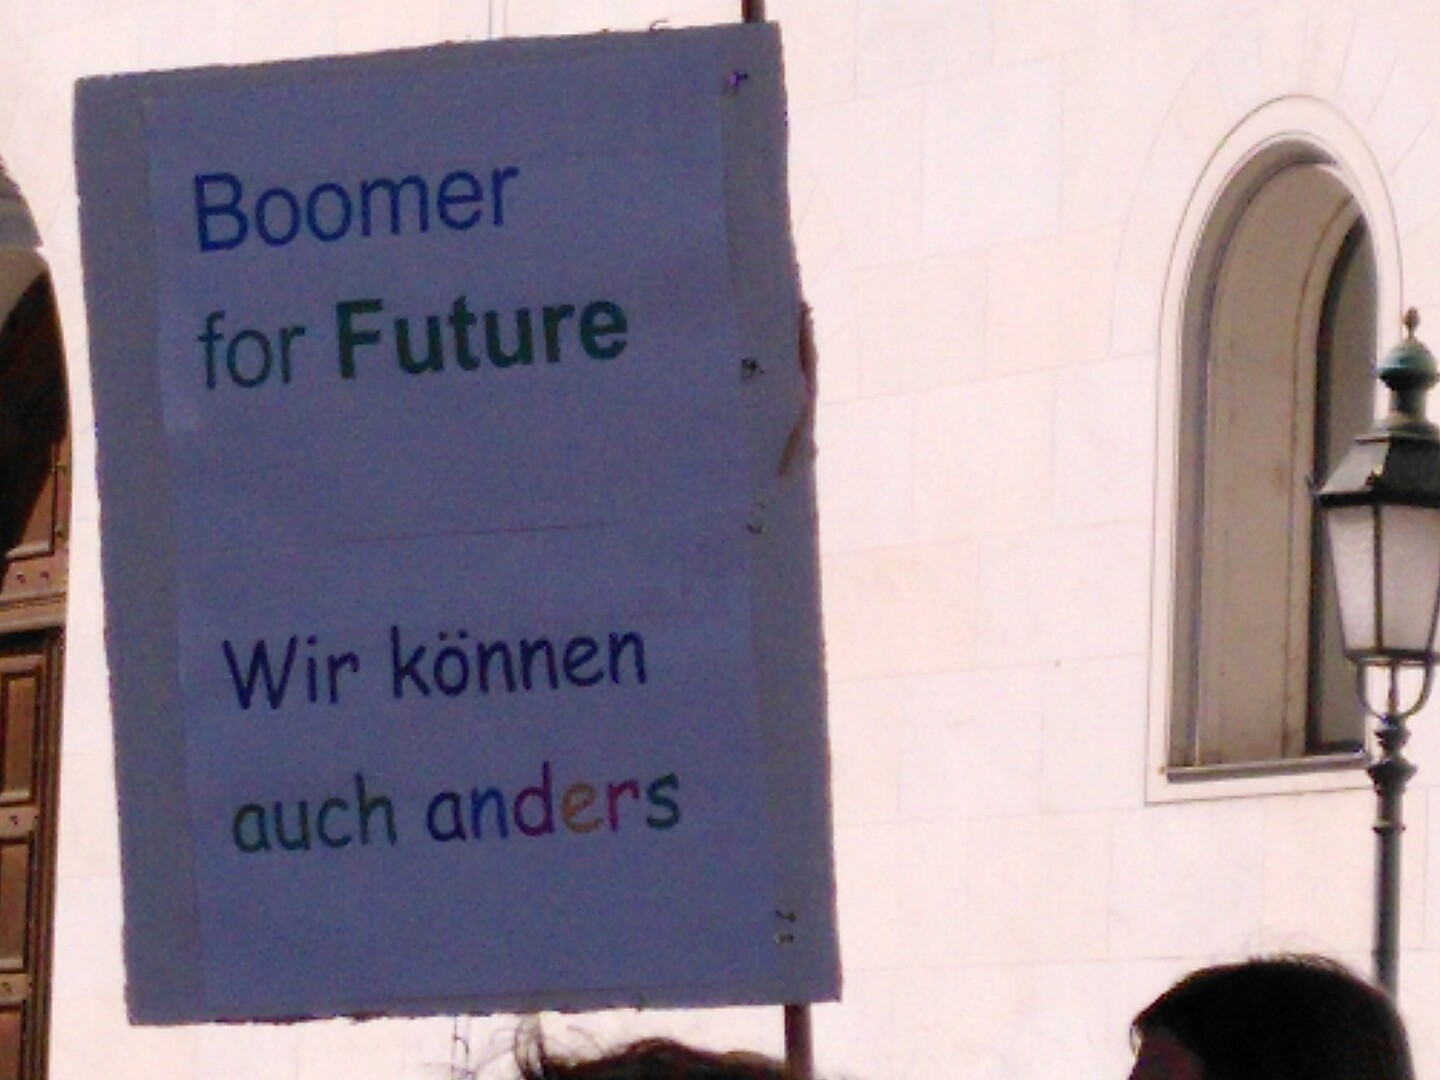 Boomer
for Future
Wir können
auch anders